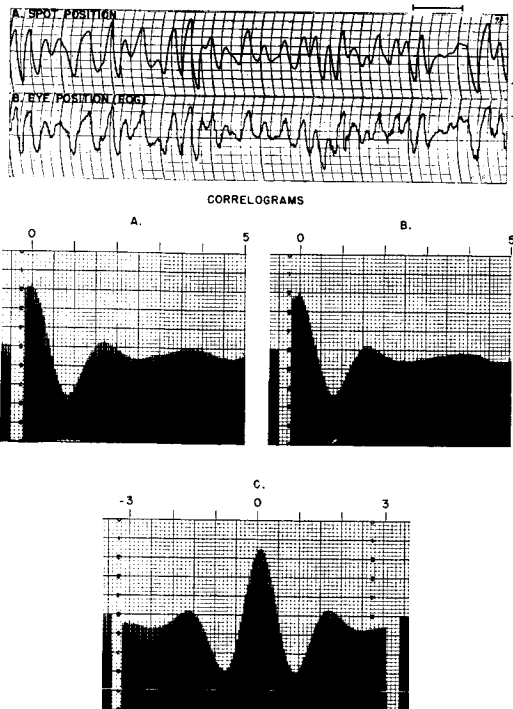 A. SPOT POSITION
B. EYE POSITION (EOG)
CORRELOGRAMS
A.
0 5
B.
0 5
C.
-3 0 3